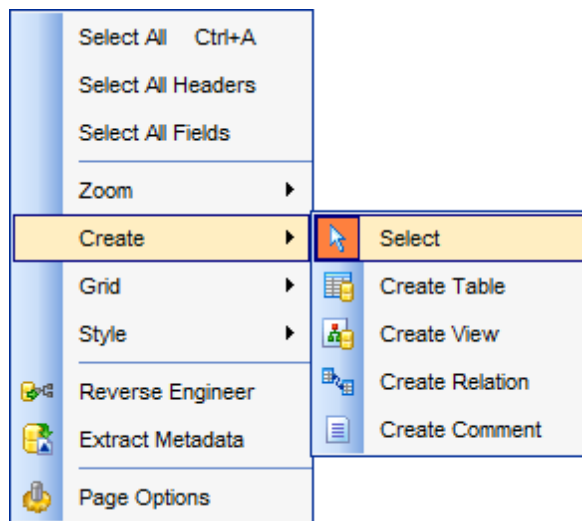 Select All Ctrl+A
Select All Headers
Select All Fields
Zoom
Create
Grid
Style
Reverse Engineer
Extract Metadata
Page Options
Select
Create Table
Create View
Create Relation
Create Comment